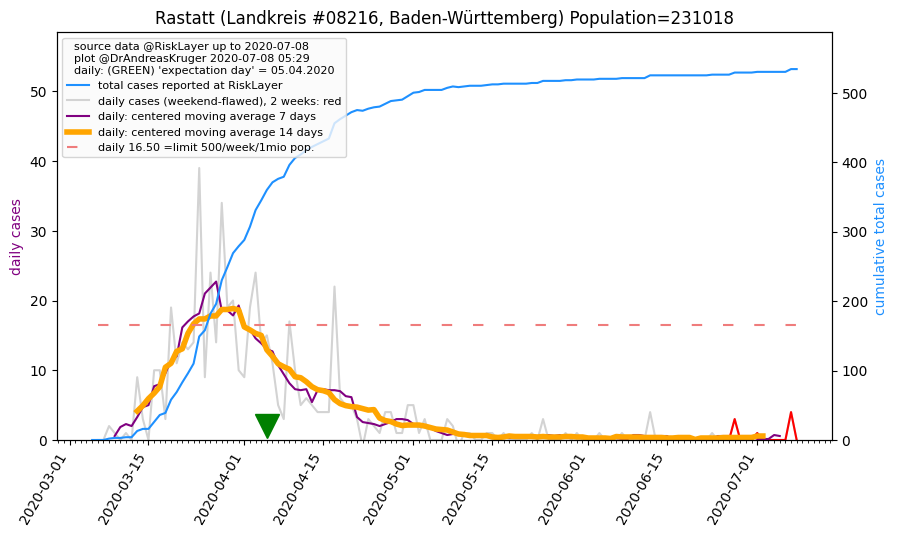 Rastatt (Landkreis #08216, Baden-Württemberg) Population=231018
source data @RiskLayer up to 2020-07-08
plot @DrAndreasKruger 2020-07-08 05:29
daily: (GREEN) 'expectation day' = 05.04.2020
total cases reported at RiskLayer
daily cases (weekend-flawed), 2 weeks: red
daily: centered moving average 7 days
daily: centered moving average 14 days
daily 16.50 =limit 500/week/1mio pop.
daily cases
50
40
30
20
10
0
cumulative total cases
500
400
300
200
100
0
2020-03-01
2020-03-15
2020-04-01
2020-04-15
2020-05-01
2020-05-15
2020-06-01
2020-06-15
2020-07-01